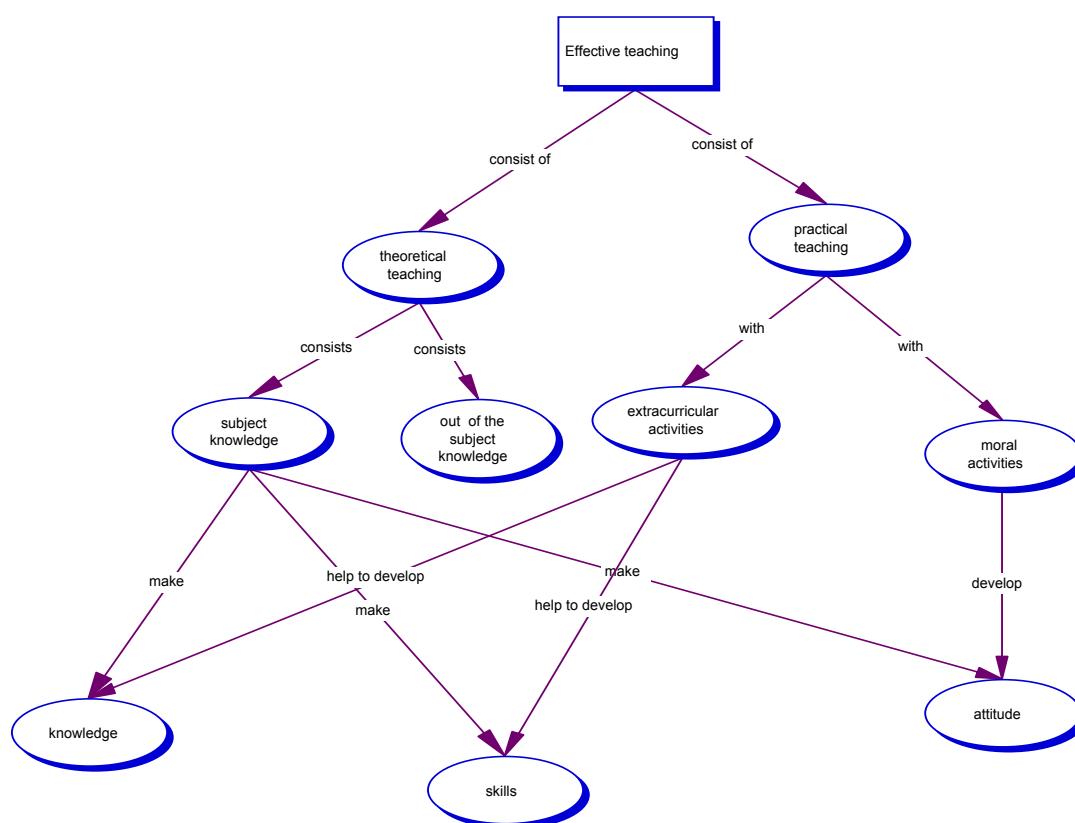 Effective teaching
consist of
consist of
theoretical
teaching
practical
teaching
consists
consists
with
with
subject
knowledge
out of the
subject
knowledge
extracurricular
activities
moral
activities
make
help to develop
make
make
help to develop
develop
knowledge
skills
attitude